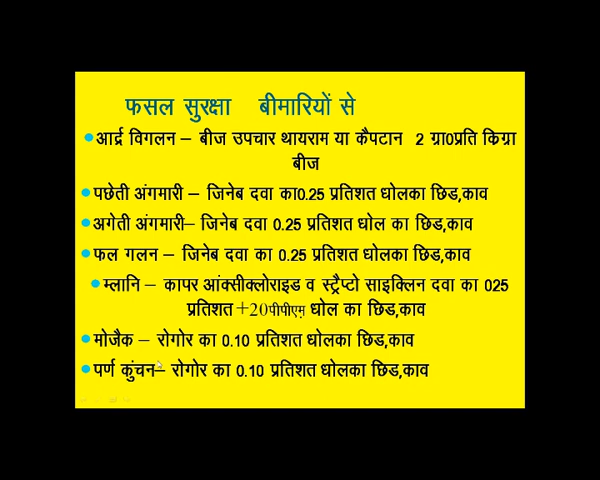 फसल सुरक्षा बीमारियों से
आर्द्र विगलन – बीज उपचार थायराम या कैपटान 2 ग्रा0प्रति किग्रा
बीज
पछेती अंगमारी – जिनेब दवा का0.25 प्रतिशत धोलका छिड,काव
अगेती अंगमारी– जिनेब दवा 0.25 प्रतिशत धोल का छिड,काव
फल गलन – जिनेब दवा का 0.25 प्रतिशत धोलका छिड,काव
म्लानि – कापर आंक्सीक्लोराइड व स्ट्रैप्टो साइक्लिन दवा का 025
प्रतिशत +20पीपीएम धोल का छिड,काव
मोजैक – रोगोर का 0.10 प्रतिशत धोलका छिड,काव
पर्ण कुंचन– रोगोर का 0.10 प्रतिशत धोलका छिड,काव